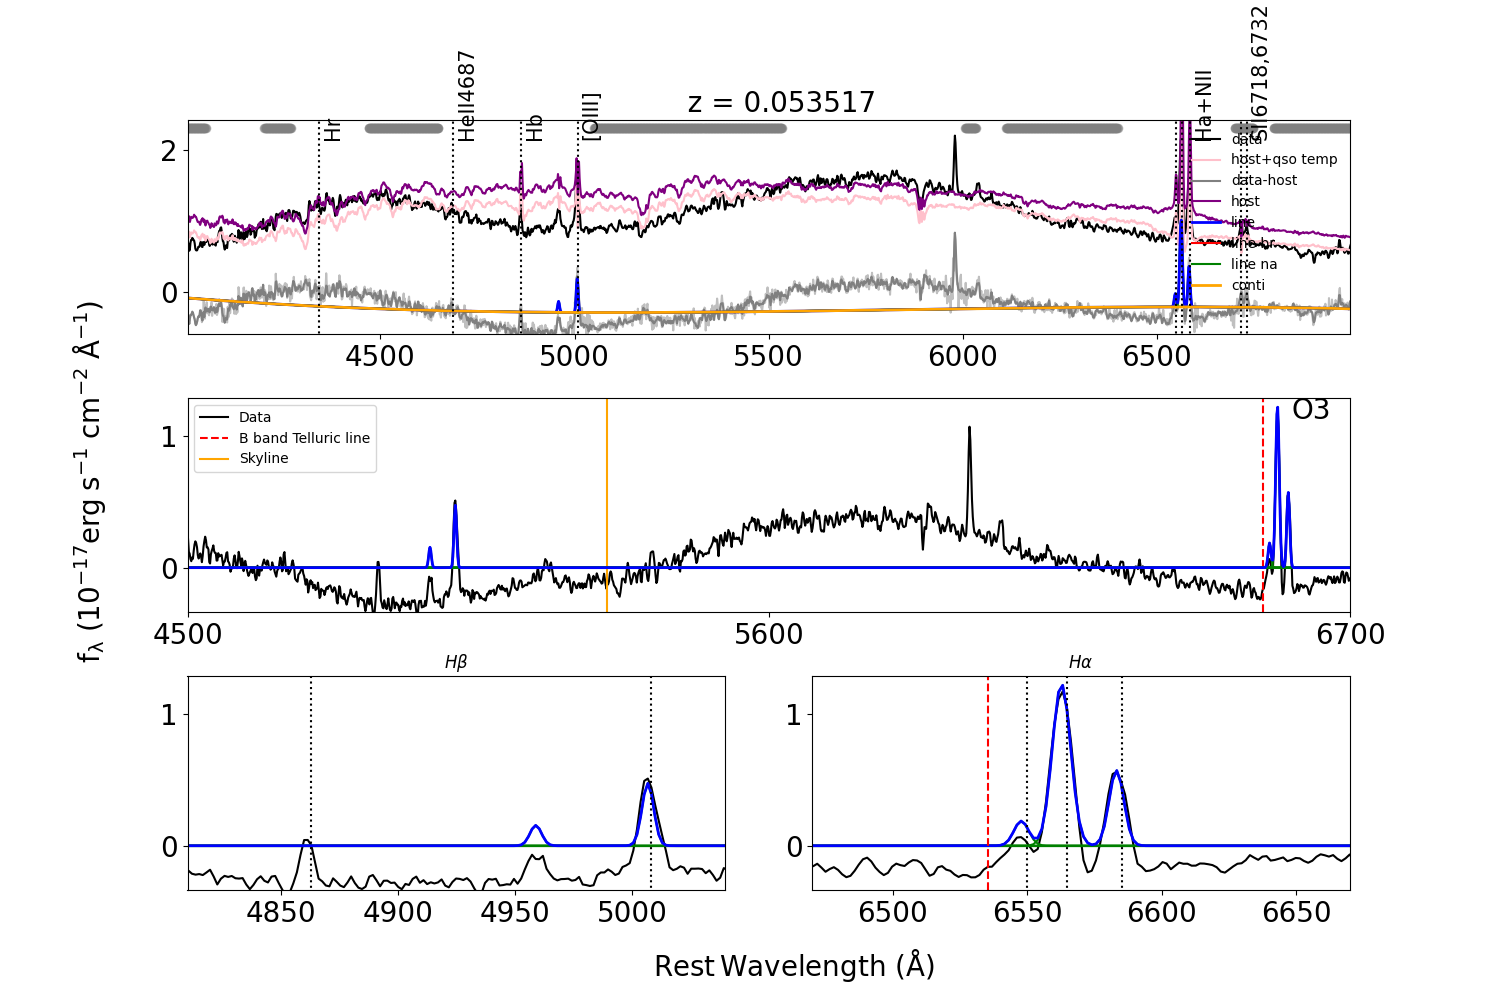 z = 0.053517
Hr
HeII4687
Hb
[OIII]
Ha+NII
SII6718,6732
data
host+qso temp
data-host
host
line
line br
line na
conti
2
0
4500 5000 5500 6000 6500
Data
B band Telluric line
Skyline
O3
1
0
4500 5600 6700
fλ (10⁻¹⁷erg s⁻¹ cm⁻² Å⁻¹)
Hβ
1
0
4850 4900 4950 5000
Hα
1
0
6500 6550 6600 6650
Rest Wavelength (Å)